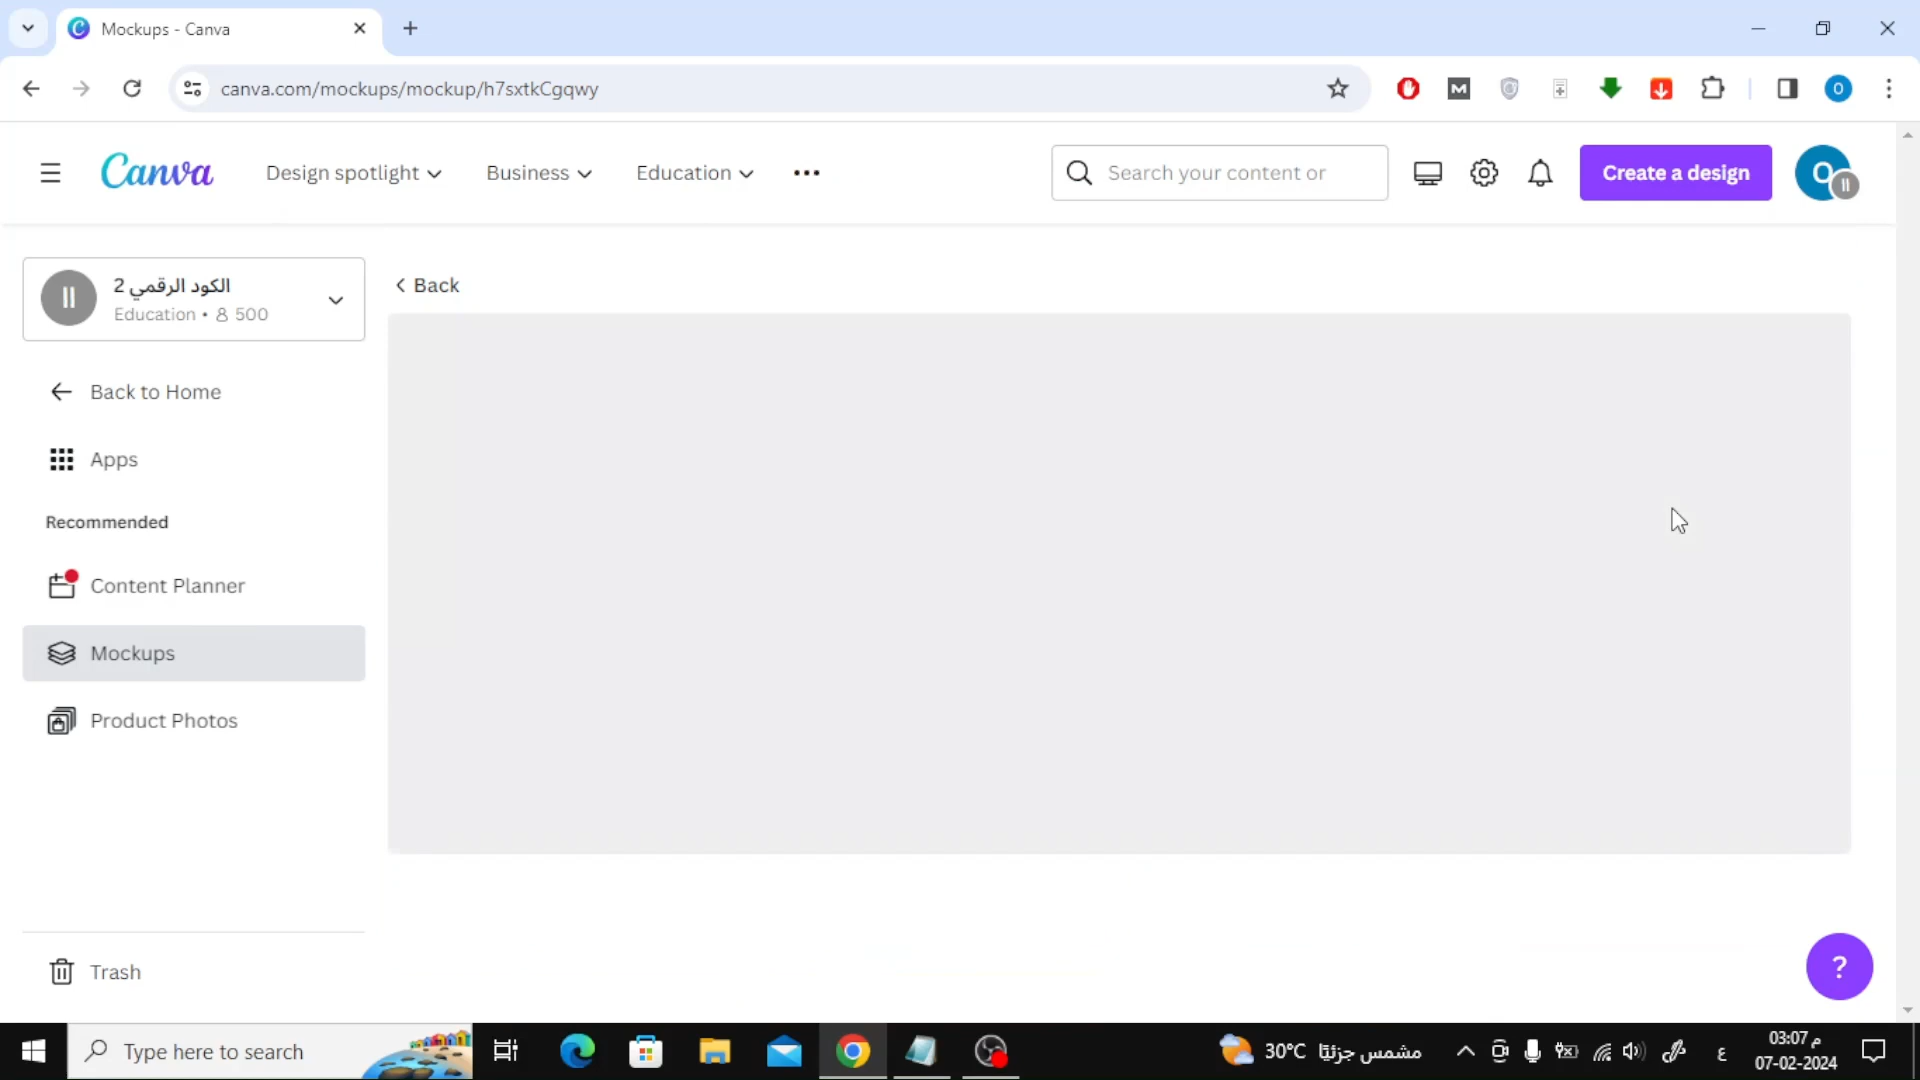 Mockups - Canva
canva.com/mockups/mockup/h7sxtkCgqwy
Canva
Design spotlight
Business
Education
Search your content or
Create a design
O
الكود الرقمي 2
Education • 500
Back
Back to Home
Apps
Recommended
Content Planner
Mockups
Product Photos
Trash
?
Type here to search
30°C مشمس جزئيًا
ع
03:07 م
07-02-2024